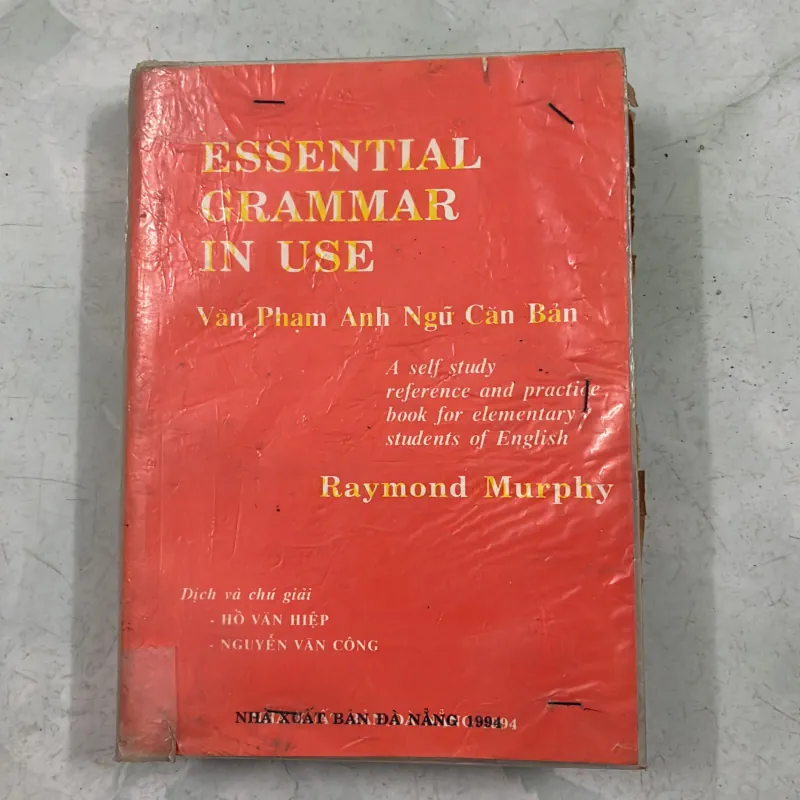 ESSENTIAL
GRAMMAR
IN USE
Văn Phạm Anh Ngữ Căn Bản
A self study
reference and practice
book for elementary
students of English
Raymond Murphy
Dịch và chú giải
- HỒ VĂN HIỆP
- NGUYỄN VĂN CÔNG
NHÀ XUẤT BẢN ĐÀ NẴNG 1994